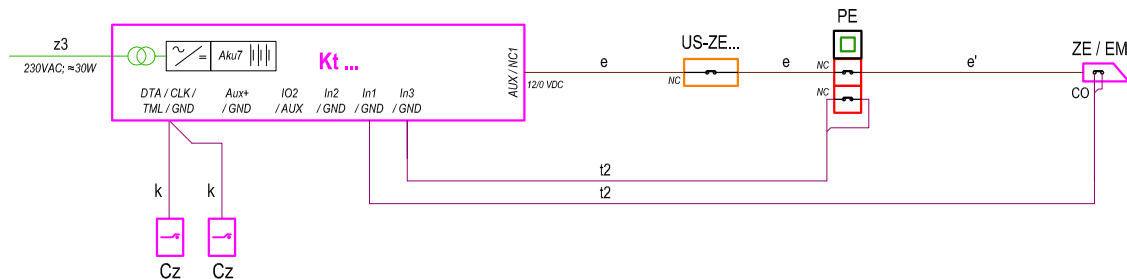 z3
230VAC; ≈30W
Aku7
Kt ...
DTA / CLK /
TML / GND
Aux+
/ GND
IO2
/ AUX
In2
/ GND
In1
/ GND
In3
/ GND
AUX / NC1
12/0 VDC
e
US-ZE...
NC
e
PE
NC
NC
e'
ZE / EM
CO
t2
t2
k
k
Cz
Cz